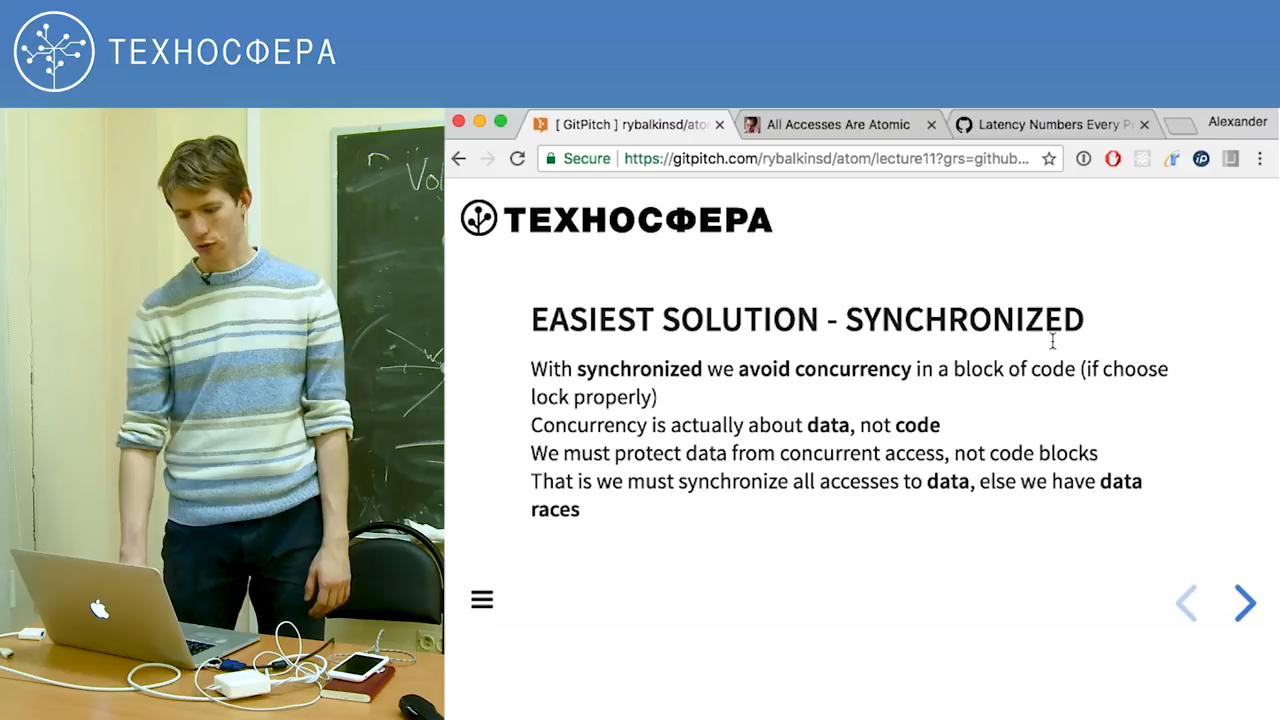 ТЕХНОСФЕРА
Vol
[ GitPitch ] rybalkinsd/ato
All Accesses Are Atomic
Latency Numbers Every P
Alexander
Secure
https://gitpitch.com/rybalkinsd/atom/lecture11?grs=github...
ТЕХНОСФЕРА
EASIEST SOLUTION - SYNCHRONIZED
With synchronized we avoid concurrency in a block of code (if choose
lock properly)
Concurrency is actually about data, not code
We must protect data from concurrent access, not code blocks
That is we must synchronize all accesses to data, else we have data
races